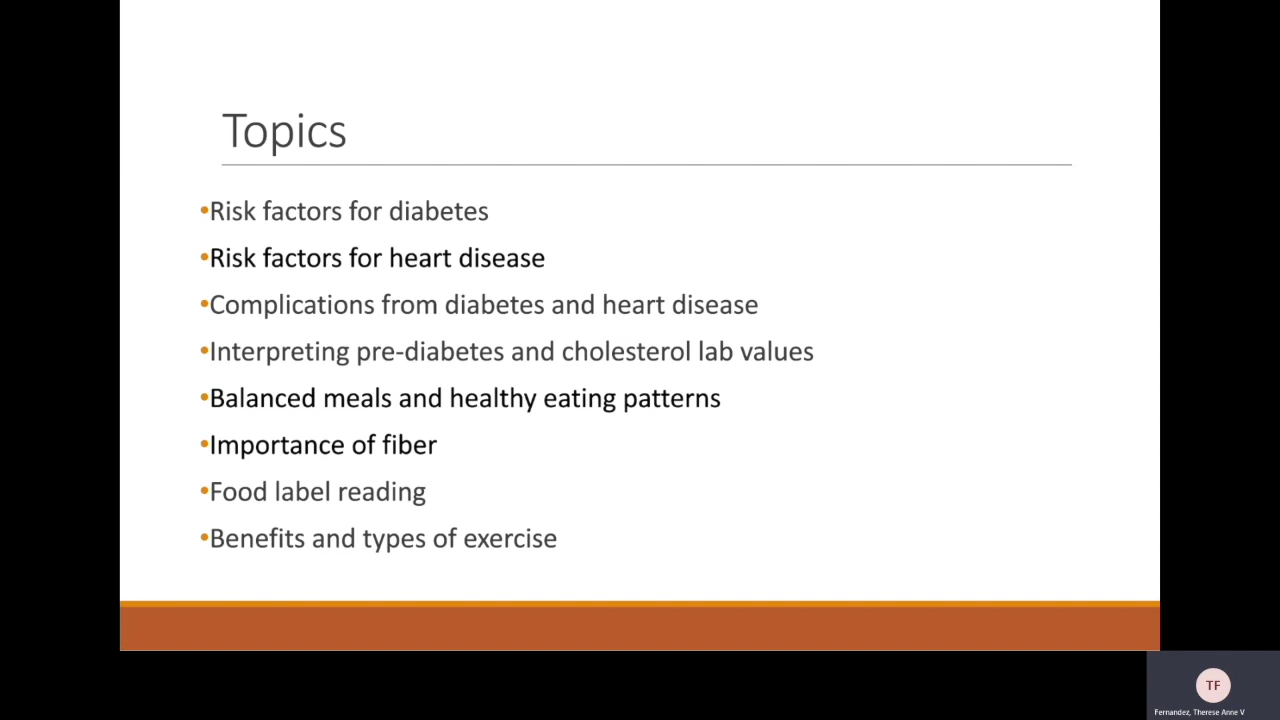 Topics
•Risk factors for diabetes
•Risk factors for heart disease
•Complications from diabetes and heart disease
•Interpreting pre-diabetes and cholesterol lab values
•Balanced meals and healthy eating patterns
•Importance of fiber
•Food label reading
•Benefits and types of exercise
TF
Fernandez, Therese Anne V